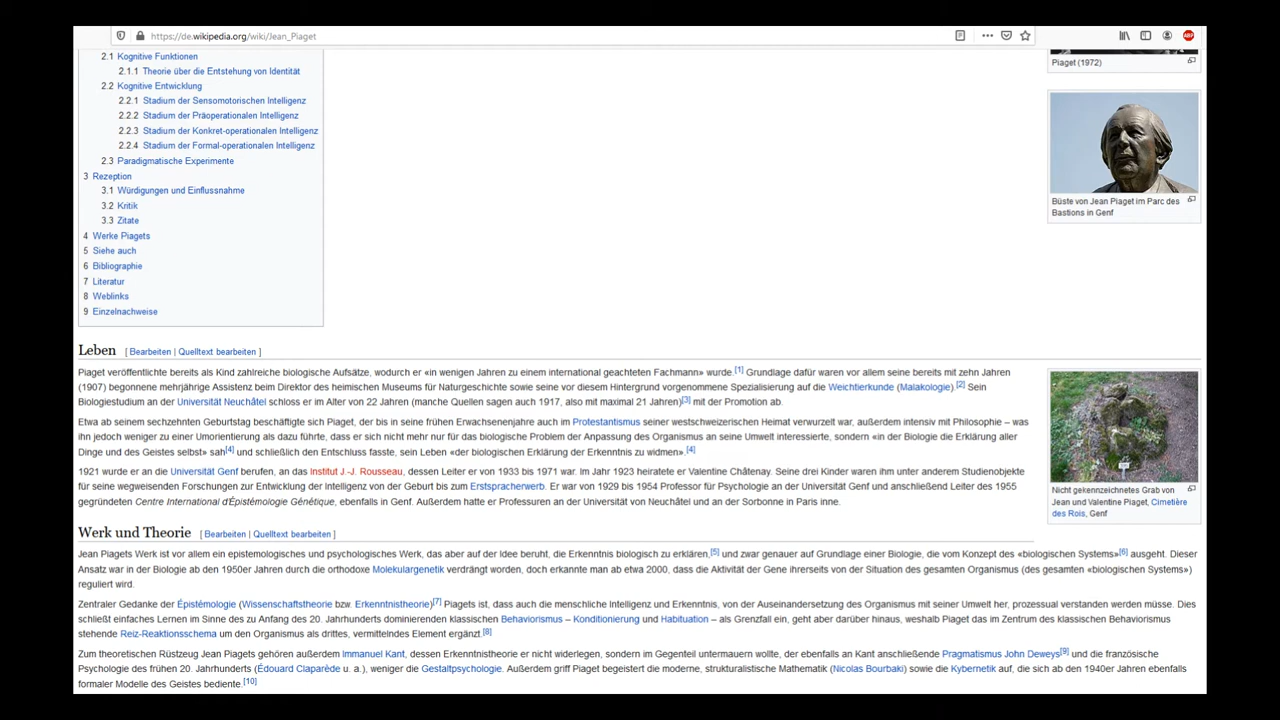 https://de.wikipedia.org/wiki/Jean_Piaget
ABP
2.1 Kognitive Funktionen
2.1.1 Theorie über die Entstehung von Identität
2.2 Kognitive Entwicklung
2.2.1 Stadium der Sensomotorischen Intelligenz
2.2.2 Stadium der Präoperationalen Intelligenz
2.2.3 Stadium der Konkret-operationalen Intelligenz
2.2.4 Stadium der Formal-operationalen Intelligenz
2.3 Paradigmatische Experimente
3 Rezeption
3.1 Würdigungen und Einflussnahme
3.2 Kritik
3.3 Zitate
4 Werke Piagets
5 Siehe auch
6 Bibliographie
7 Literatur
8 Weblinks
9 Einzelnachweise
Piaget (1972)
Büste von Jean Piaget im Parc des
Bastions in Genf
Leben [ Bearbeiten | Quelltext bearbeiten ]
Piaget veröffentlichte bereits als Kind zahlreiche biologische Aufsätze, wodurch er «in wenigen Jahren zu einem international geachteten Fachmann» wurde.[1] Grundlage dafür waren vor allem seine bereits mit zehn Jahren
(1907) begonnene mehrjährige Assistenz beim Direktor des heimischen Museums für Naturgeschichte sowie seine vor diesem Hintergrund vorgenommene Spezialisierung auf die Weichtierkunde (Malakologie).[2] Sein
Biologiestudium an der Universität Neuchâtel schloss er im Alter von 22 Jahren (manche Quellen sagen auch 1917, also mit maximal 21 Jahren)[3] mit der Promotion ab.
Etwa ab seinem sechzehnten Geburtstag beschäftigte sich Piaget, der bis in seine frühen Erwachsenenjahre auch im Protestantismus seiner westschweizerischen Heimat verwurzelt war, außerdem intensiv mit Philosophie – was
ihn jedoch weniger zu einer Umorientierung als dazu führte, dass er sich nicht mehr nur für das biologische Problem der Anpassung des Organismus an seine Umwelt interessierte, sondern «in der Biologie die Erklärung aller
Dinge und des Geistes selbst» sah[4] und schließlich den Entschluss fasste, sein Leben «der biologischen Erklärung der Erkenntnis zu widmen».[4]
1921 wurde er an die Universität Genf berufen, an das Institut J.-J. Rousseau, dessen Leiter er von 1933 bis 1971 war. Im Jahr 1923 heiratete er Valentine Châtenay. Seine drei Kinder waren ihm unter anderem Studienobjekte
für seine wegweisenden Forschungen zur Entwicklung der Intelligenz von der Geburt bis zum Erstspracherwerb. Er war von 1929 bis 1954 Professor für Psychologie an der Universität Genf und anschließend Leiter des 1955
gegründeten Centre International d'Épistémologie Génétique, ebenfalls in Genf. Außerdem hatte er Professuren an der Universität von Neuchâtel und an der Sorbonne in Paris inne.
Nicht gekennzeichnetes Grab von
Jean und Valentine Piaget, Cimetière
des Rois, Genf
Werk und Theorie [ Bearbeiten | Quelltext bearbeiten ]
Jean Piagets Werk ist vor allem ein epistemologisches und psychologisches Werk, das aber auf der Idee beruht, die Erkenntnis biologisch zu erklären,[5] und zwar genauer auf Grundlage einer Biologie, die vom Konzept des «biologischen Systems»[6] ausgeht. Dieser
Ansatz war in der Biologie ab den 1950er Jahren durch die orthodoxe Molekulargenetik verdrängt worden, doch erkannte man ab etwa 2000, dass die Aktivität der Gene ihrerseits von der Situation des gesamten Organismus (des gesamten «biologischen Systems»)
reguliert wird.
Zentraler Gedanke der Épistémologie (Wissenschaftstheorie bzw. Erkenntnistheorie)[7] Piagets ist, dass auch die menschliche Intelligenz und Erkenntnis, von der Auseinandersetzung des Organismus mit seiner Umwelt her, prozessual verstanden werden müsse. Dies
schließt einfaches Lernen im Sinne des zu Anfang des 20. Jahrhunderts dominierenden klassischen Behaviorismus – Konditionierung und Habituation – als Grenzfall ein, geht aber darüber hinaus, weshalb Piaget das im Zentrum des klassischen Behaviorismus
stehende Reiz-Reaktionsschema um den Organismus als drittes, vermittelndes Element ergänzt.[8]
Zum theoretischen Rüstzeug Jean Piagets gehören außerdem Immanuel Kant, dessen Erkenntnistheorie er nicht widerlegen, sondern im Gegenteil untermauern wollte, der ebenfalls an Kant anschließende Pragmatismus John Deweys[9] und die französische
Psychologie des frühen 20. Jahrhunderts (Édouard Claparède u. a.), weniger die Gestaltpsychologie. Außerdem griff Piaget begeistert die moderne, strukturalistische Mathematik (Nicolas Bourbaki) sowie die Kybernetik auf, die sich ab den 1940er Jahren ebenfalls
formaler Modelle des Geistes bediente.[10]